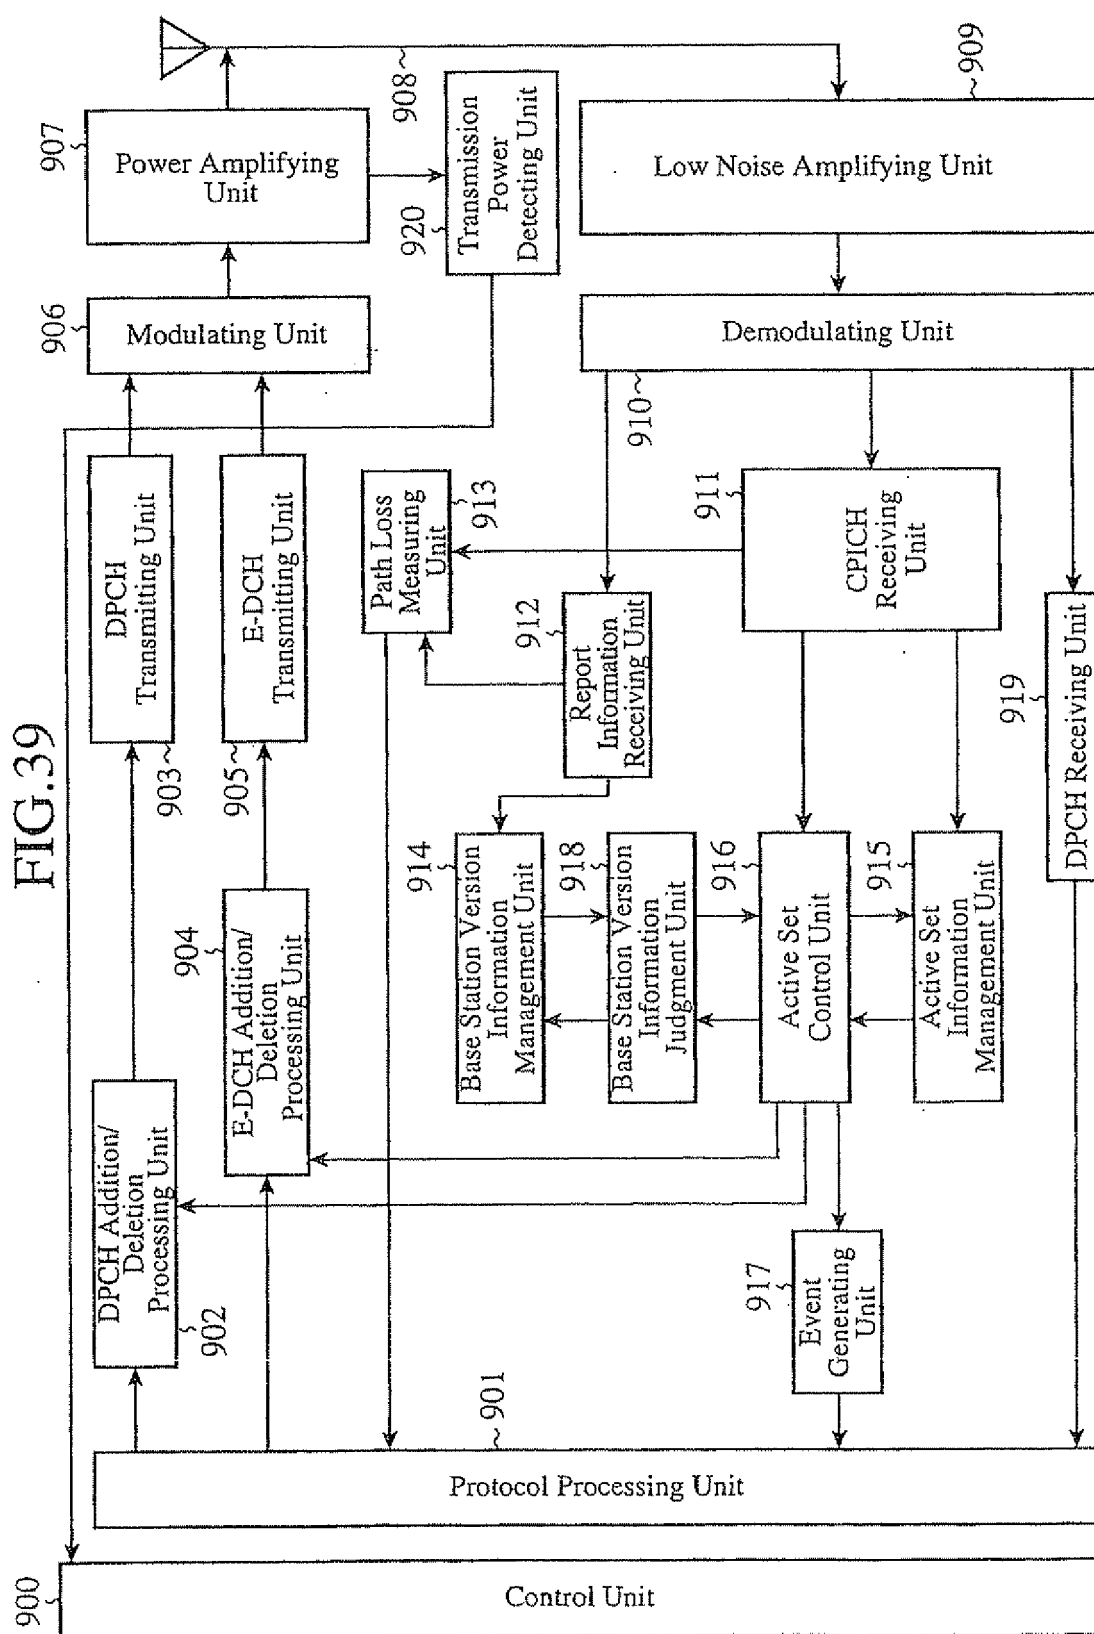 FIG.39
907
Power Amplifying
Unit
908
920
Transmission
Power
Detecting Unit
909
Low Noise Amplifying Unit
906
Modulating Unit
Demodulating Unit
910
903
DPCH
Transmitting Unit
905
E-DCH
Transmitting Unit
Path Loss
Measuring
Unit
913
911
CPICH
Receiving
Unit
912
Report
Information
Receiving Unit
919
DPCH Receiving Unit
904
E-DCH Addition/
Deletion
Processing Unit
914
Base Station Version
Information
Management Unit
918
Base Station Version
Information
Judgment Unit
916
Active Set
Control Unit
915
Active Set
Information
Management Unit
DPCH Addition/
Deletion
Processing Unit
902
917
Event
Generating
Unit
901
Protocol Processing Unit
900
Control Unit